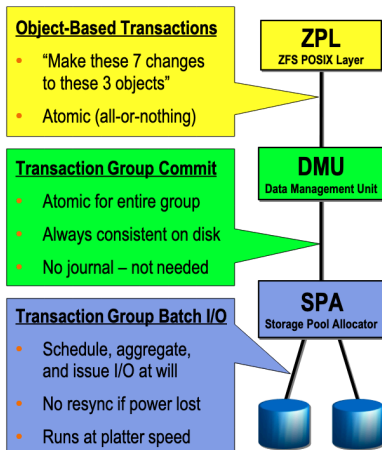 Object-Based Transactions
• “Make these 7 changes
to these 3 objects”
• Atomic (all-or-nothing)
ZPL
ZFS POSIX Layer
Transaction Group Commit
• Atomic for entire group
• Always consistent on disk
• No journal – not needed
DMU
Data Management Unit
Transaction Group Batch I/O
• Schedule, aggregate,
and issue I/O at will
• No resync if power lost
• Runs at platter speed
SPA
Storage Pool Allocator